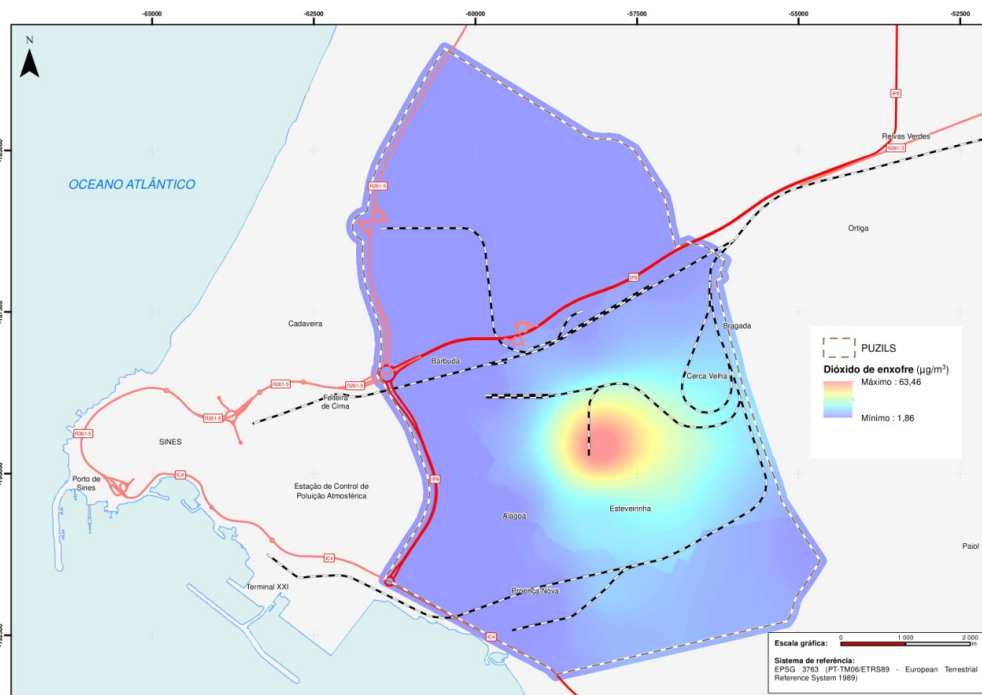 -65000
-62500
-60000
-57500
-55000
-52500
N
IP8
Relvas Verdes
R261-3
OCEANO ATLÂNTICO
R261-5
Ortiga
IP8
Cadaveira
Bragada
Barbuda
Cerca Velha
R261-5
R261-5
Feiteira
de Cima
R261-5
R261-5
SINES
Porto de
Sines
IC4
IP8
Estação de Control de
Poluição Atmosférica
Esteveirinha
Alagoa
Paiol
IC4
Terminal XXI
Proença Nova
IC4
PUZILS
Dióxido de enxofre (µg/m³)
Máximo : 63,46
Mínimo : 1,86
Escala gráfica:
0
1 000
2 000
m
Sistema de referência:
EPSG 3763 (PT-TM06/ETRS89 - European Terrestrial
Reference System 1989)